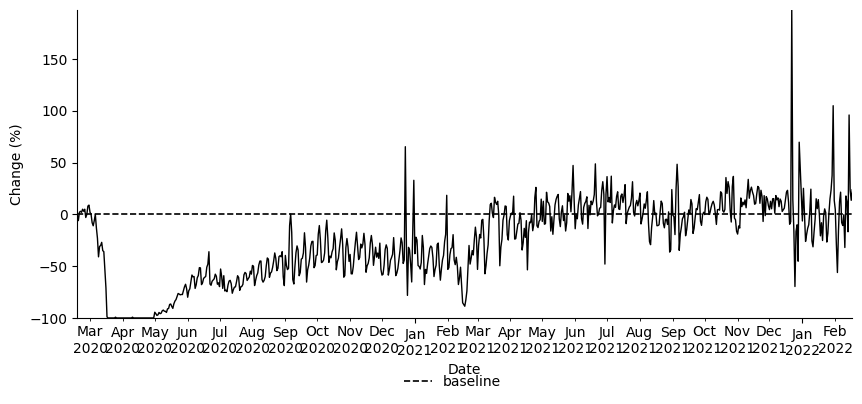 Change (%)
150
100
50
0
−50
−100
Mar Apr May Jun Jul Aug Sep Oct Nov Dec Jan Feb Mar Apr May Jun Jul Aug Sep Oct Nov Dec Jan Feb
2020 2020 2020 2020 2020 2020 2020 2020 2020 2020 2021 2021 2021 2021 2021 2021 2021 2021 2021 2021 2021 2021 2022 2022
Date
baseline